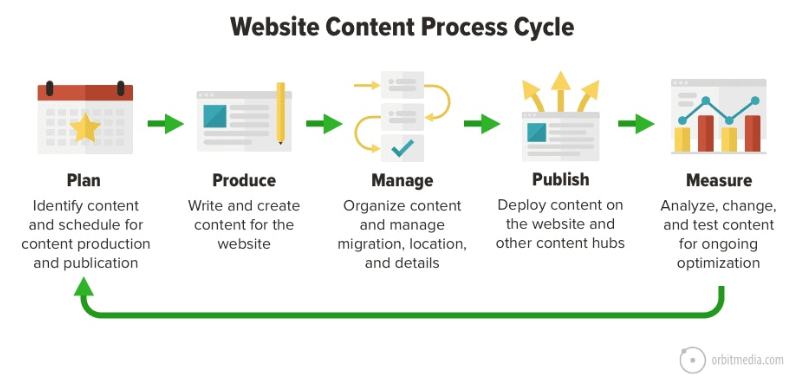 Website Content Process Cycle
Plan
Identify content
and schedule for
content production
and publication
Produce
Write and create
content for the
website
Manage
Organize content
and manage
migration, location,
and details
Publish
Deploy content on
the website and
other content hubs
Measure
Analyze, change,
and test content
for ongoing
optimization
orbitmedia.com